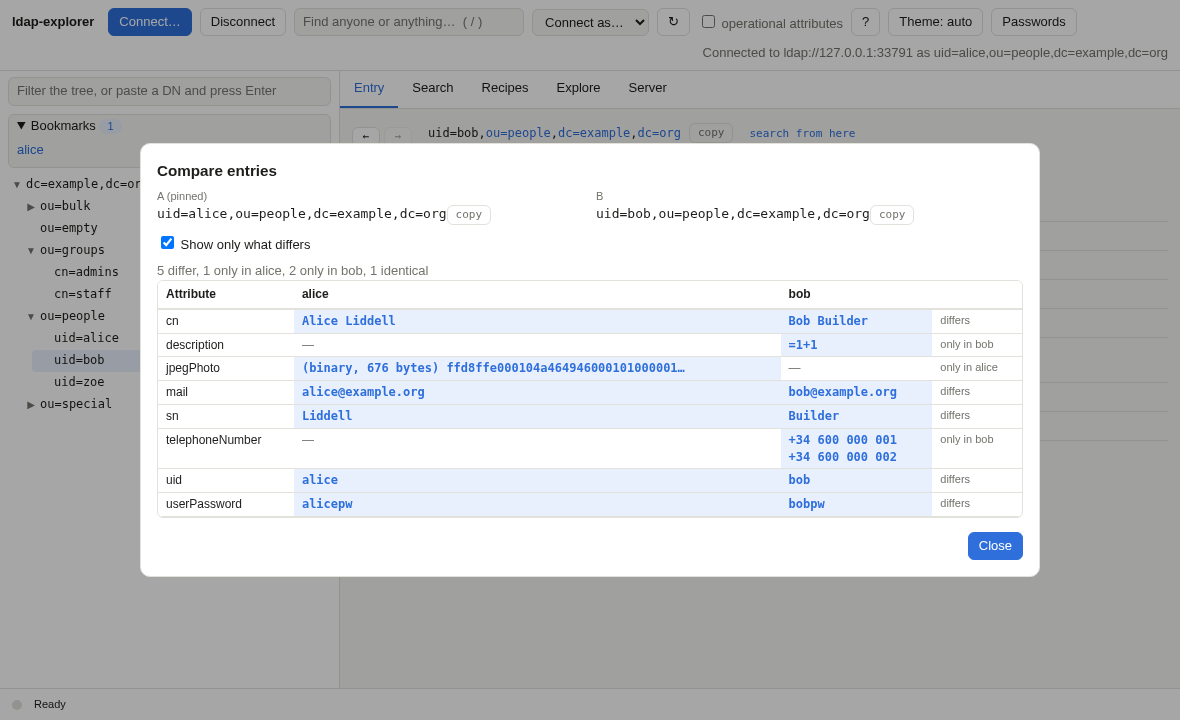 ldap-explorer Connect… Disconnect Find anyone or anything… ( / ) Connect as… ↻ operational attributes ? Theme: auto Passwords
Connected to ldap://127.0.0.1:33791 as uid=alice,ou=people,dc=example,dc=org
Filter the tree, or paste a DN and press Enter
Entry Search Recipes Explore Server
▼ Bookmarks 1
alice
← → uid=bob,ou=people,dc=example,dc=org copy search from here
▼ dc=example,dc=or
▶ ou=bulk
ou=empty
▼ ou=groups
cn=admins
cn=staff
▼ ou=people
uid=alice
uid=bob
uid=zoe
▶ ou=special
Compare entries
A (pinned)
uid=alice,ou=people,dc=example,dc=org copy
B
uid=bob,ou=people,dc=example,dc=org copy
Show only what differs
5 differ, 1 only in alice, 2 only in bob, 1 identical
Attribute alice bob
cn Alice Liddell Bob Builder differs
description — =1+1 only in bob
jpegPhoto (binary, 676 bytes) ffd8ffe000104a464946000101000001… — only in alice
mail alice@example.org bob@example.org differs
sn Liddell Builder differs
telephoneNumber — +34 600 000 001 only in bob
+34 600 000 002
uid alice bob differs
userPassword alicepw bobpw differs
Close
Ready